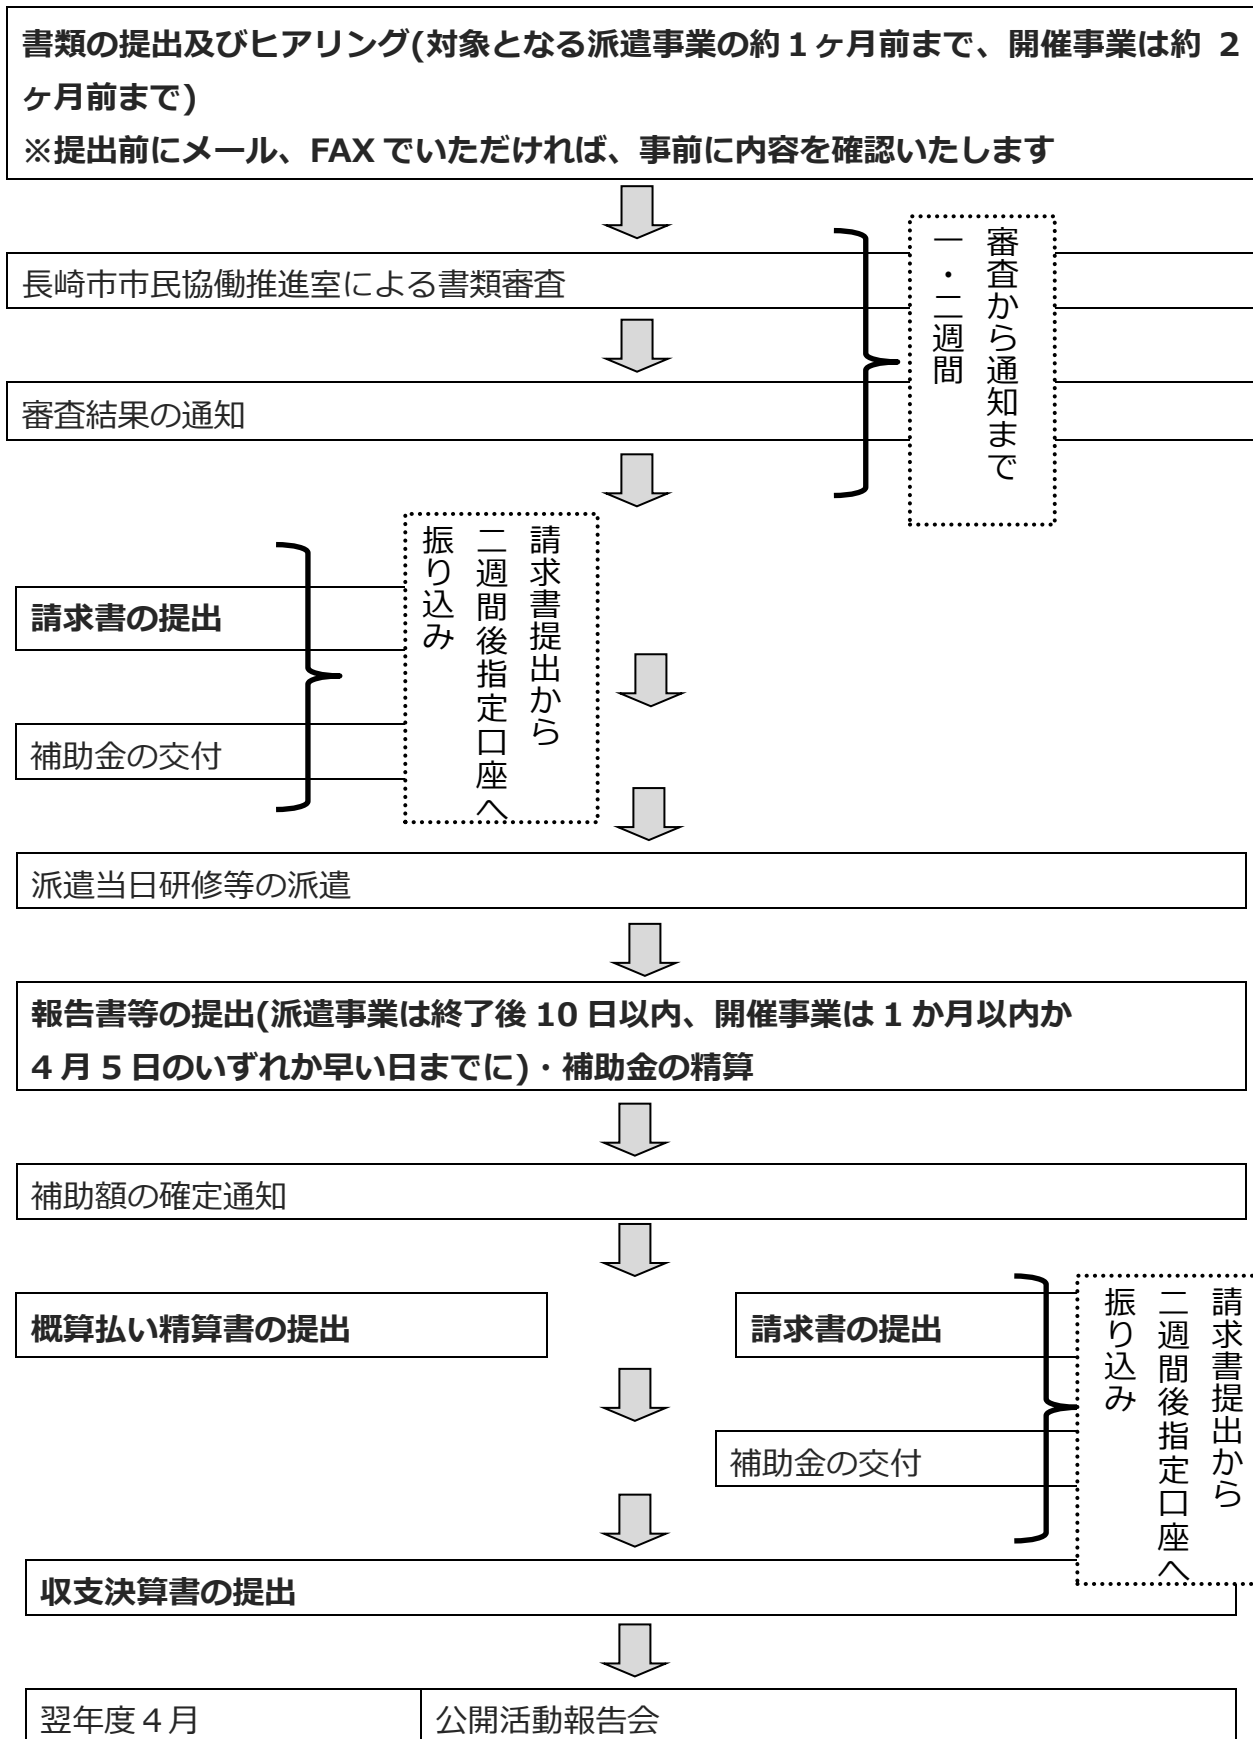 書類の提出及びヒアリング(対象となる派遣事業の約１ヶ月前まで、開催事業は約 2
ヶ月前まで)
※提出前にメール、FAX でいただければ、事前に内容を確認いたします
長崎市市民協働推進室による書類審査
審査から通知まで
一・二週間
審査結果の通知
請求書提出から
二週間後指定口座へ
振り込み
請求書の提出
補助金の交付
派遣当日研修等の派遣
報告書等の提出(派遣事業は終了後 10 日以内、開催事業は 1 か月以内か
4 月 5 日のいずれか早い日までに)・補助金の精算
補助額の確定通知
概算払い精算書の提出
請求書の提出
請求書提出から
二週間後指定口座へ
振り込み
補助金の交付
収支決算書の提出
翌年度４月
公開活動報告会